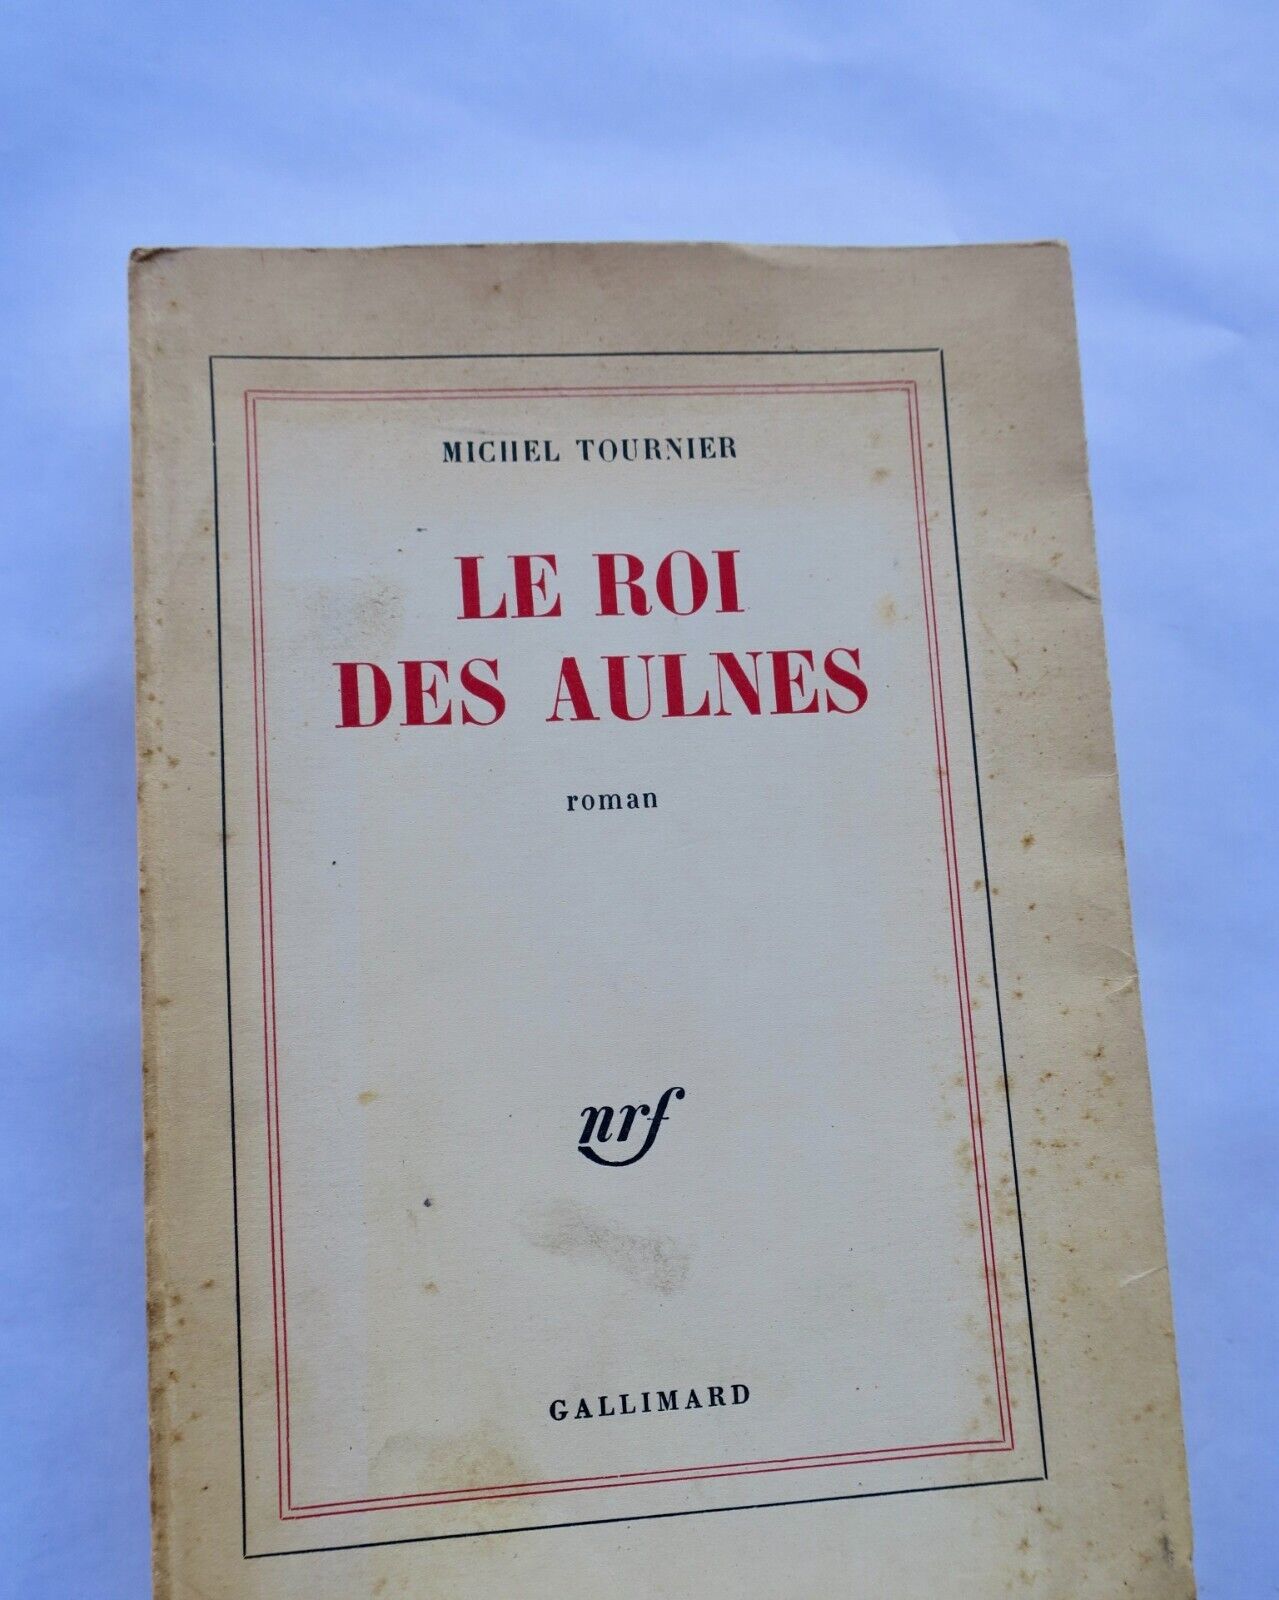 MICHEL TOURNIER
LE ROI
DES AULNES
roman
nrf
GALLIMARD